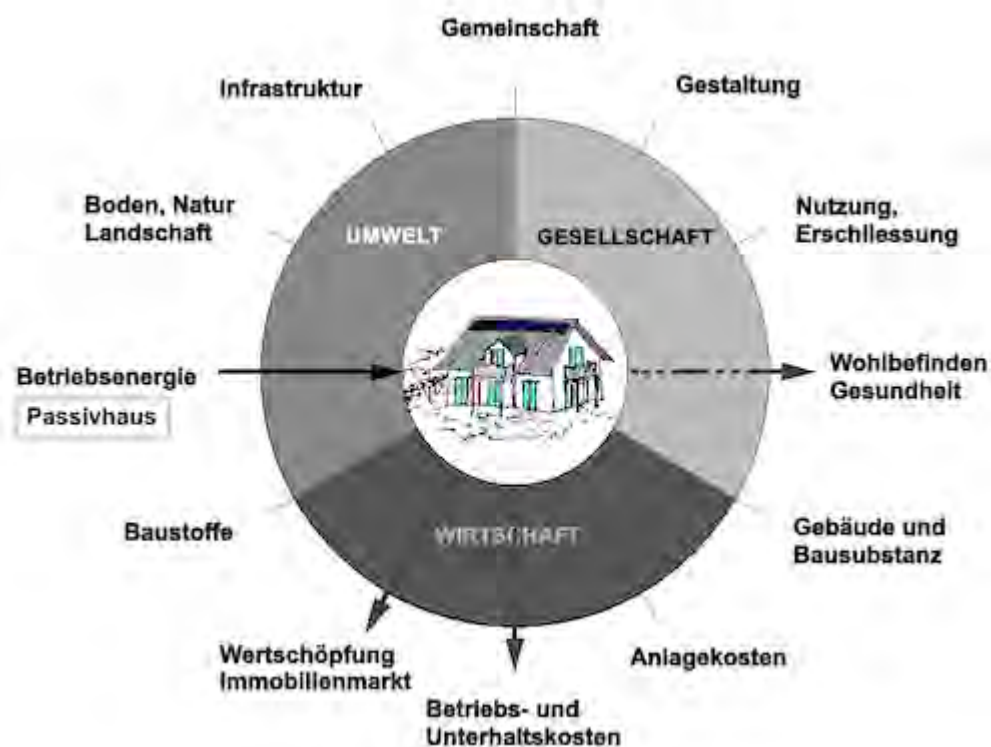 Gemeinschaft
Infrastruktur
Gestaltung
Boden, Natur
Landschaft
UMWELT
GESELLSCHAFT
Nutzung,
Erschliessung
Betriebsenergie
Passivhaus
Wohlbefinden
Gesundheit
Baustoffe
WIRTSCHAFT
Gebäude und
Bausubstanz
Wertschöpfung
Immobilienmarkt
Anlagekosten
Betriebs- und
Unterhaltskosten